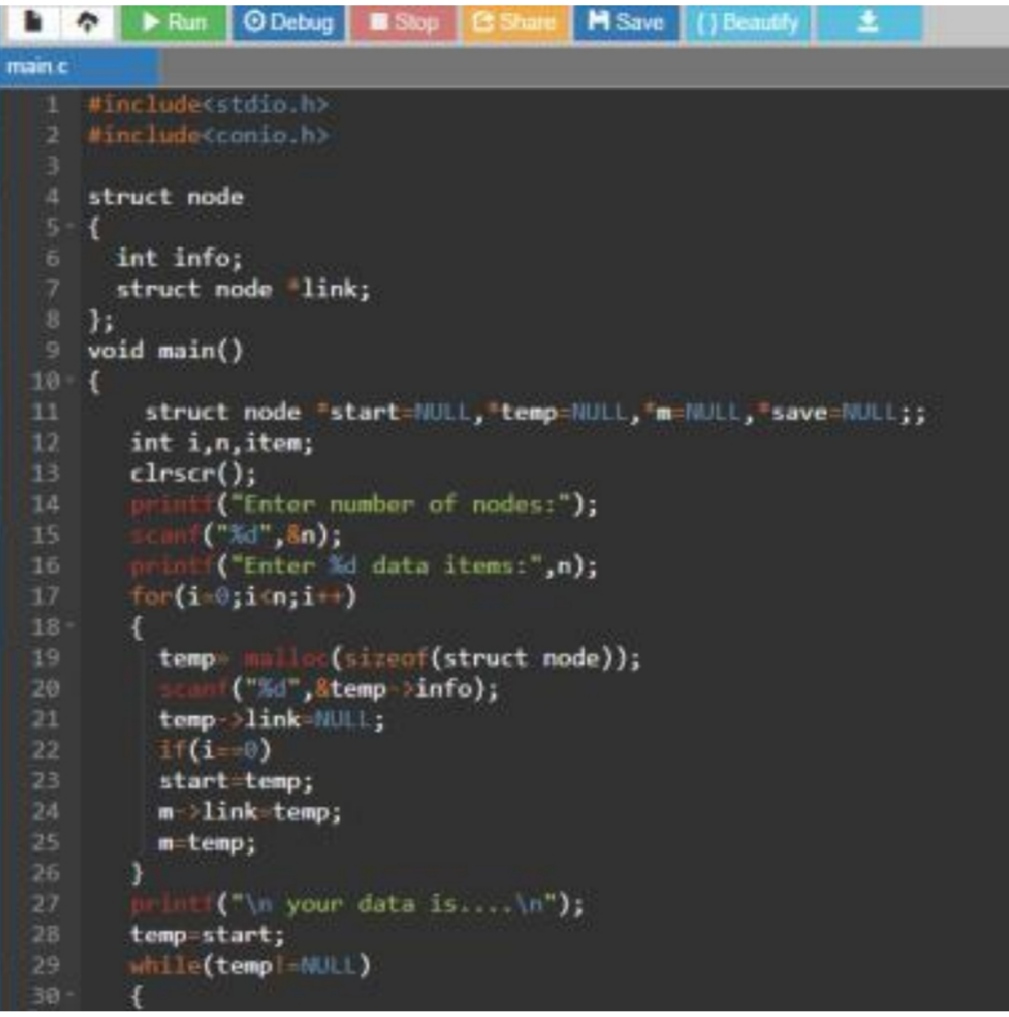 Run Debug Stop Share Save {} Beautify
main.c
1 #include<stdio.h>
2 #include<conio.h>
3
4 struct node
5 {
6 int info;
7 struct node *link;
8 };
9 void main()
10 {
11 struct node *start=NULL,*temp=NULL,*m=NULL,*save=NULL;;
12 int i,n,item;
13 clrscr();
14 printf("Enter number of nodes:");
15 scanf("%d",&n);
16 printf("Enter %d data items:",n);
17 for(i=0;i<n;i++)
18 {
19 temp= malloc(sizeof(struct node));
20 scanf("%d",&temp->info);
21 temp->link=NULL;
22 if(i==0)
23 start=temp;
24 m->link=temp;
25 m=temp;
26 }
27 printf("\n your data is....\n");
28 temp=start;
29 while(temp!=NULL)
30 {